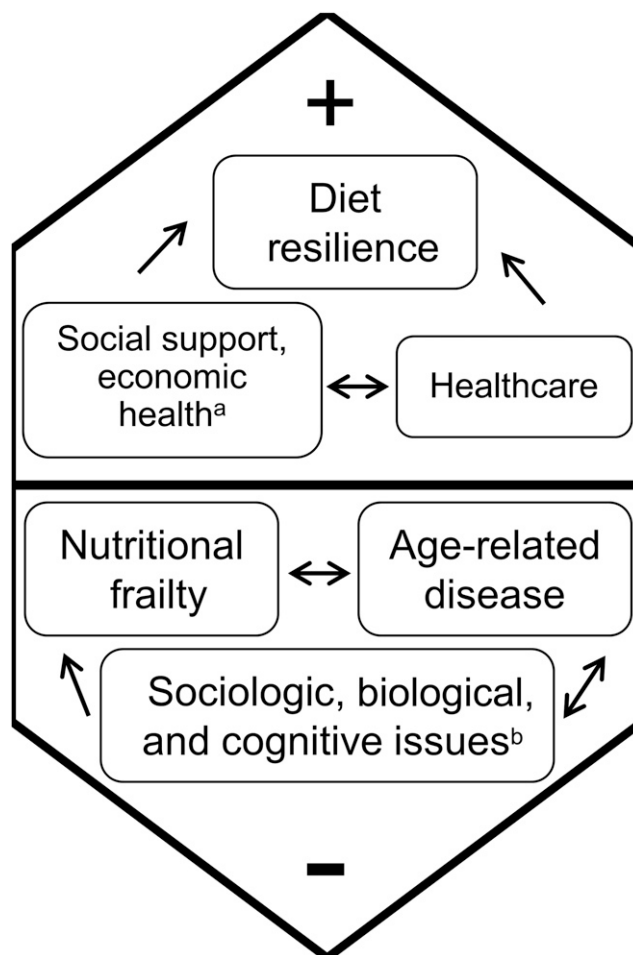 +
Diet
resilience
Social support,
economic
healthᵃ
Healthcare
Nutritional
frailty
Age-related
disease
Sociologic, biological,
and cognitive issuesᵇ
-